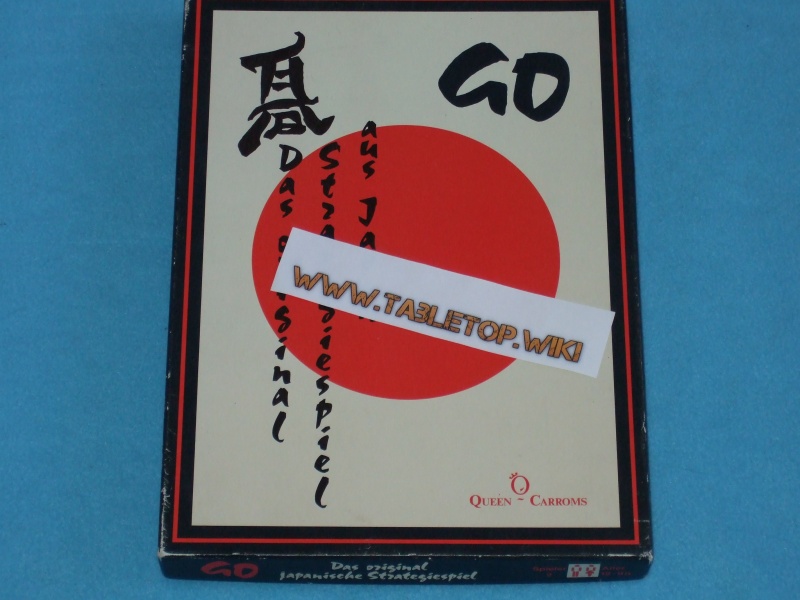 碁
GO
Das original
Strategiespiel
aus Japan
WWW.TABLETOP.WIKI
QUEEN CARROMS
GO
Das original
Japanische Strategiespiel